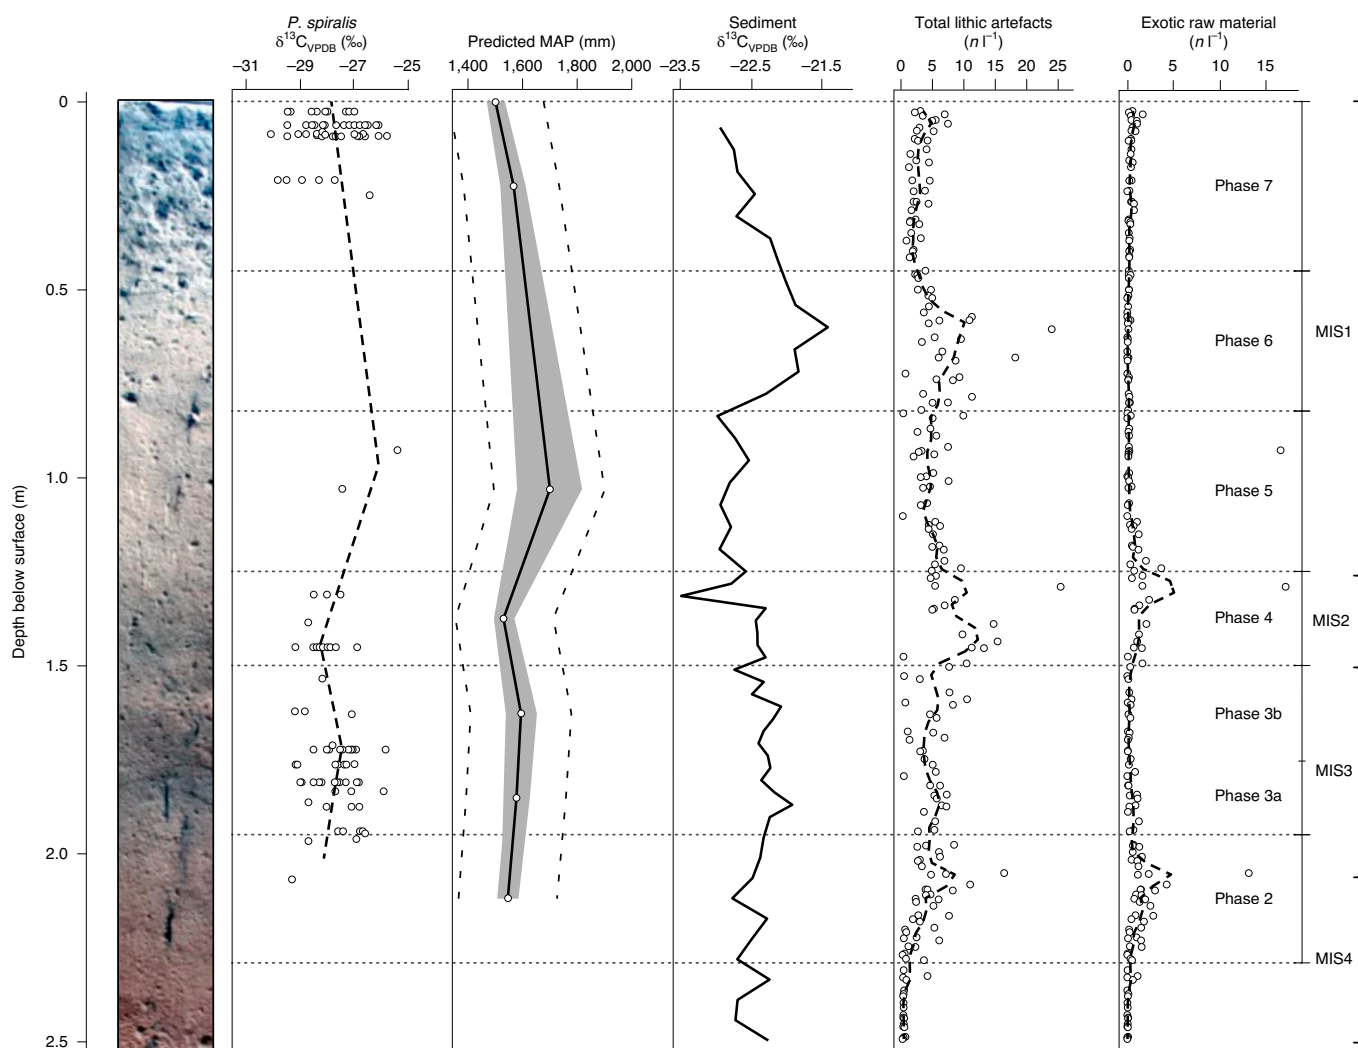 P. spiralis
δ13CVPDB (‰)
–31 –29 –27 –25
Predicted MAP (mm)
1,400 1,600 1,800 2,000
Sediment
δ13CVPDB (‰)
–23.5 –22.5 –21.5
Total lithic artefacts
(n l–1)
0 5 10 15 25
Exotic raw material
(n l–1)
0 5 10 15
Depth below surface (m)
0
0.5
1.0
1.5
2.0
2.5
Phase 7
Phase 6
Phase 5
Phase 4
Phase 3b
Phase 3a
Phase 2
MIS1
MIS2
MIS3
MIS4